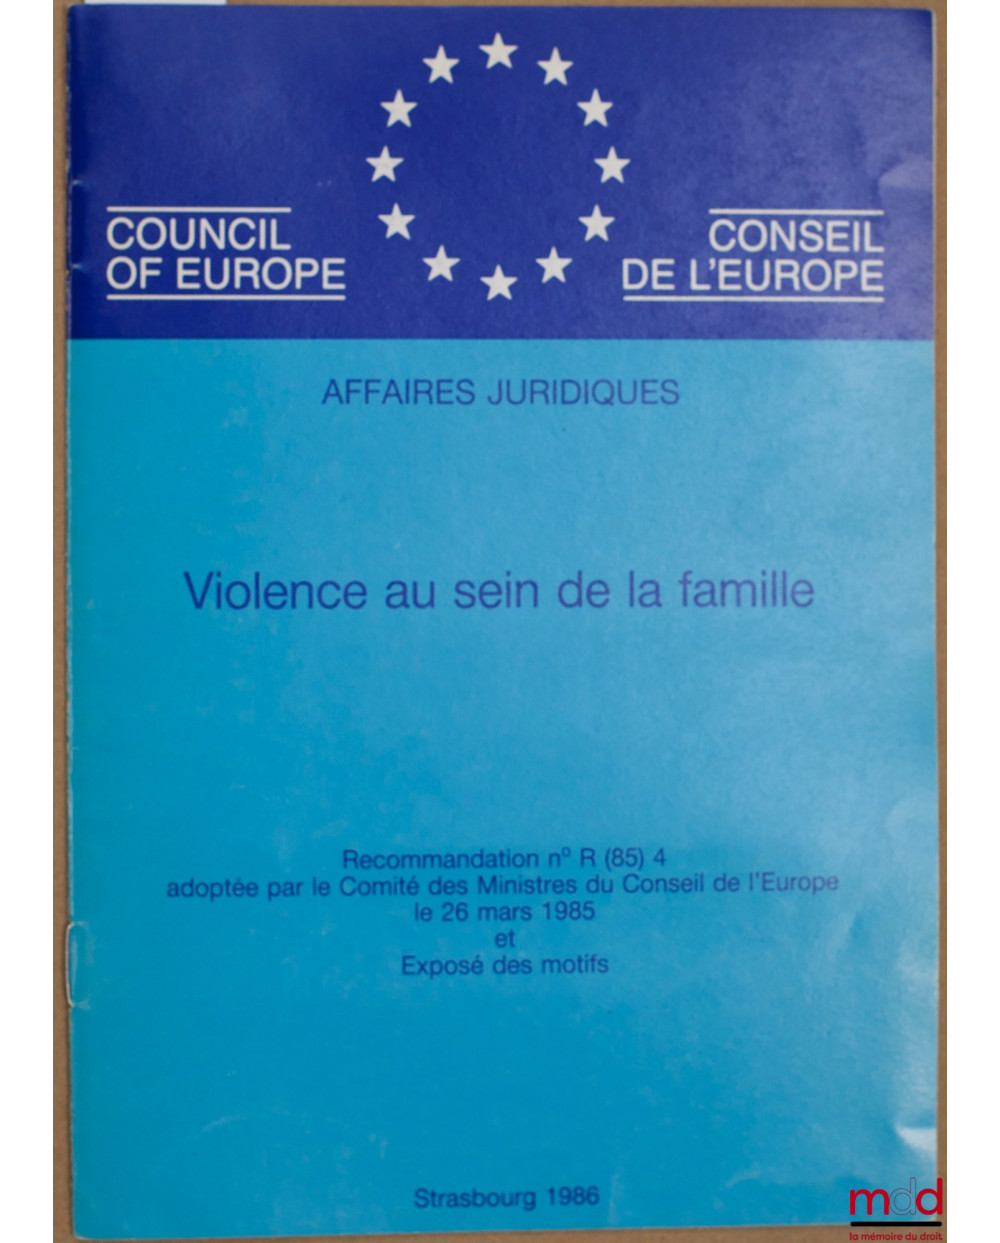 COUNCIL
OF EUROPE
CONSEIL
DE L'EUROPE
AFFAIRES JURIDIQUES
Violence au sein de la famille
Recommandation nº R (85) 4
adoptée par le Comité des Ministres du Conseil de l'Europe
le 26 mars 1985
et
Exposé des motifs
Strasbourg 1986
mdd
la mémoire du droit